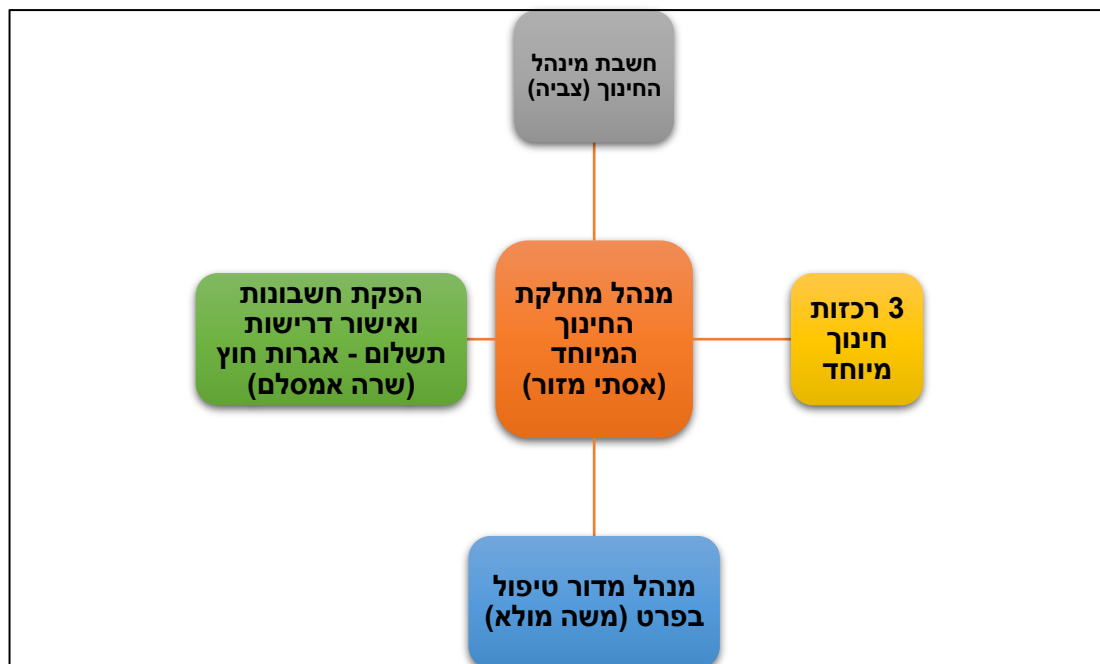 חשבת מינהל
החינוך (צביה)
הפקת חשבונות
ואישור דרישות
תשלום - אגרות חוץ
(שרה אמסלם)
מנהל מחלקת
החינוך
המיוחד
(אסתי מזור)
3 רכזות
חינוך
מיוחד
מנהל מדור טיפול
בפרט (משה מולא)